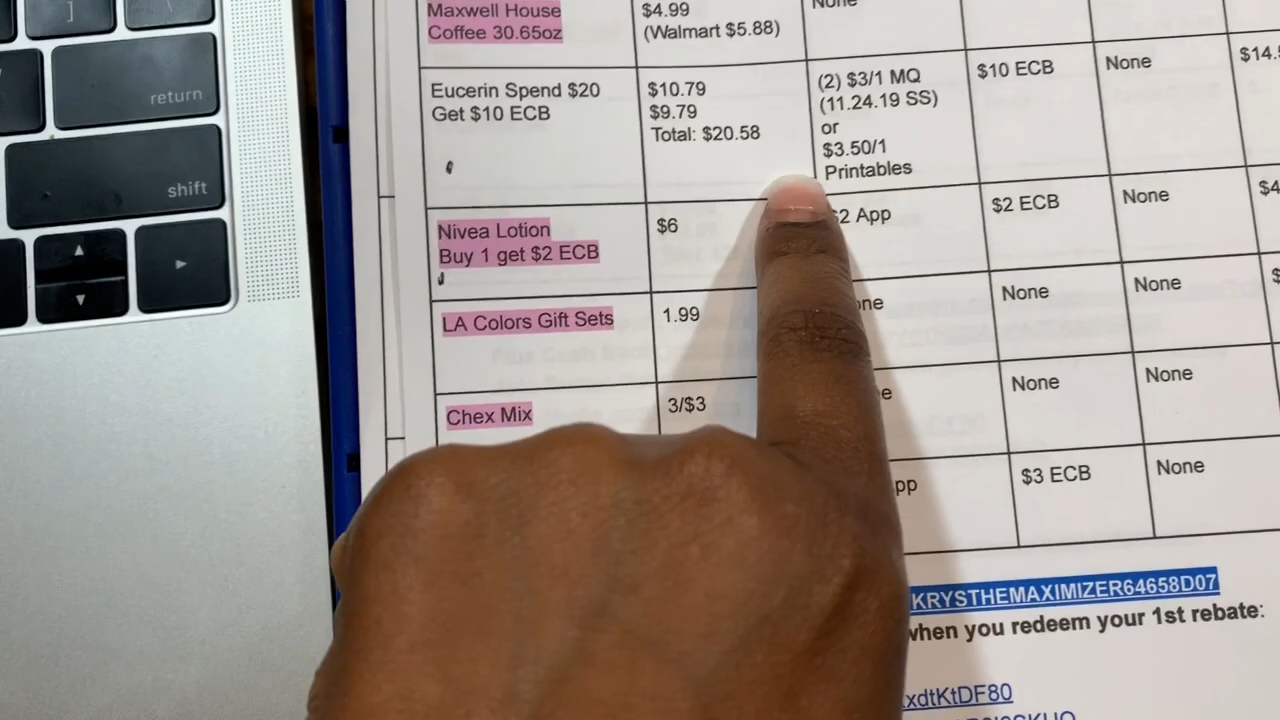 ]
\
return
shift
▲
▼
▶
Maxwell House
Coffee 30.65oz
$4.99
(Walmart $5.88)
None
Eucerin Spend $20
Get $10 ECB
$10.79
$9.79
Total: $20.58
(2) $3/1 MQ
(11.24.19 SS)
or
$3.50/1
Printables
$10 ECB
None
Nivea Lotion
Buy 1 get $2 ECB
$6
$2 App
$2 ECB
None
LA Colors Gift Sets
1.99
None
None
Chex Mix
3/$3
None
None
$3 ECB
None
KRYSTHEMAXIMIZER64658D07
when you redeem your 1st rebate:
xdtKtDF80